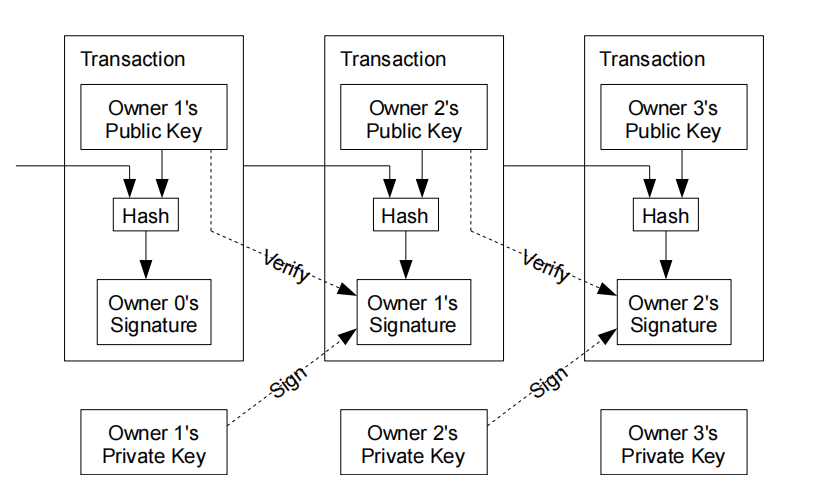 Transaction
Owner 1's
Public Key
Hash
Owner 0's
Signature
Transaction
Owner 2's
Public Key
Hash
Verify
Owner 1's
Signature
Transaction
Owner 3's
Public Key
Hash
Verify
Owner 2's
Signature
Sign
Sign
Owner 1's
Private Key
Owner 2's
Private Key
Owner 3's
Private Key